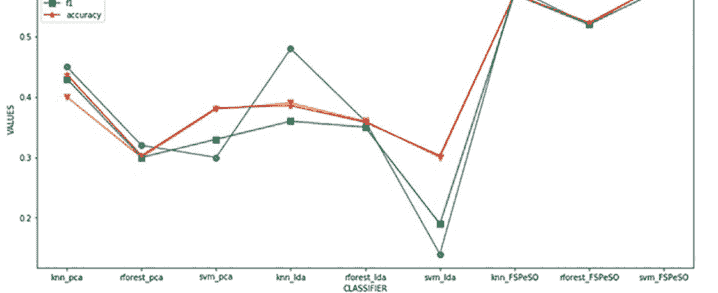 f1
accuracy
0.5
0.4
0.3
0.2
VALUES
knn_pca rforest_pca svm_pca knn_lda rforest_lda svm_lda knn_FSPeSO rforest_FSPeSO svm_FSPeSO
CLASSIFIER